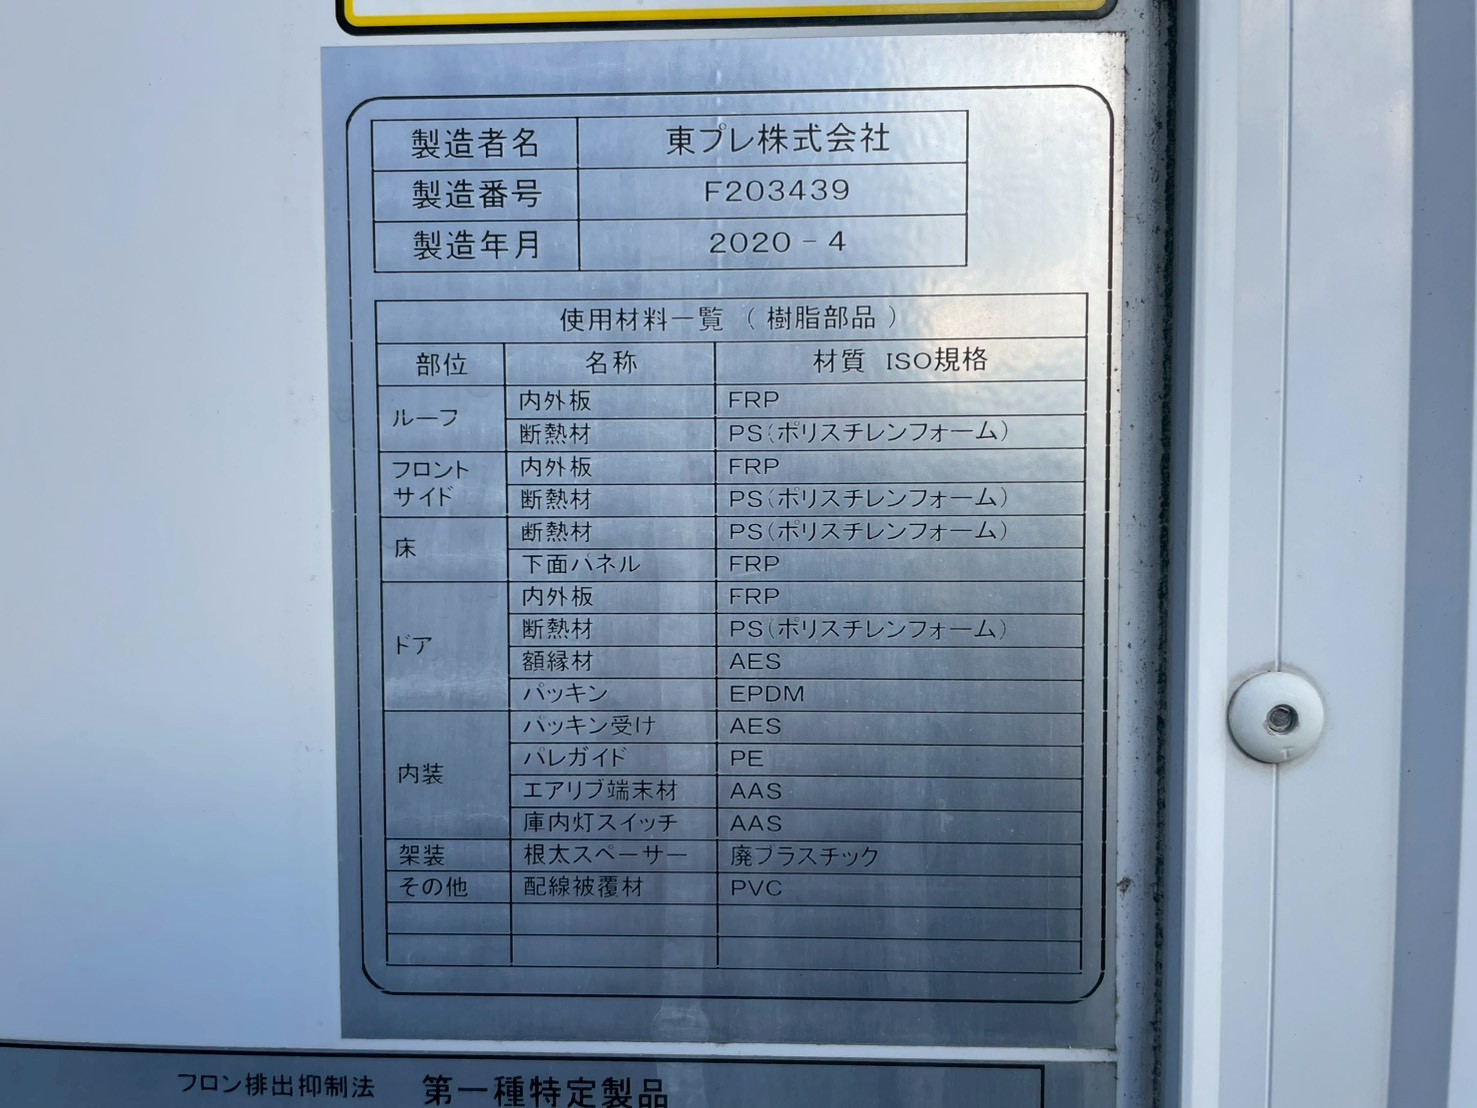 製造者名 東プレ株式会社
製造番号 F203439
製造年月 2020-4
使用材料一覧（樹脂部品）
部位 名称 材質 ISO規格
ルーフ 内外板 FRP
断熱材 PS(ポリスチレンフォーム)
フロント サイド 内外板 FRP
断熱材 PS(ポリスチレンフォーム)
床 断熱材 PS(ポリスチレンフォーム)
下面パネル FRP
ドア 内外板 FRP
断熱材 PS(ポリスチレンフォーム)
額縁材 AES
パッキン EPDM
内装 パッキン受け AES
パレガイド PE
エアリブ端末材 AAS
庫内灯スイッチ AAS
架装 根太スペーサー 廃プラスチック
その他 配線被覆材 PVC
フロン排出抑制法 第一種特定製品